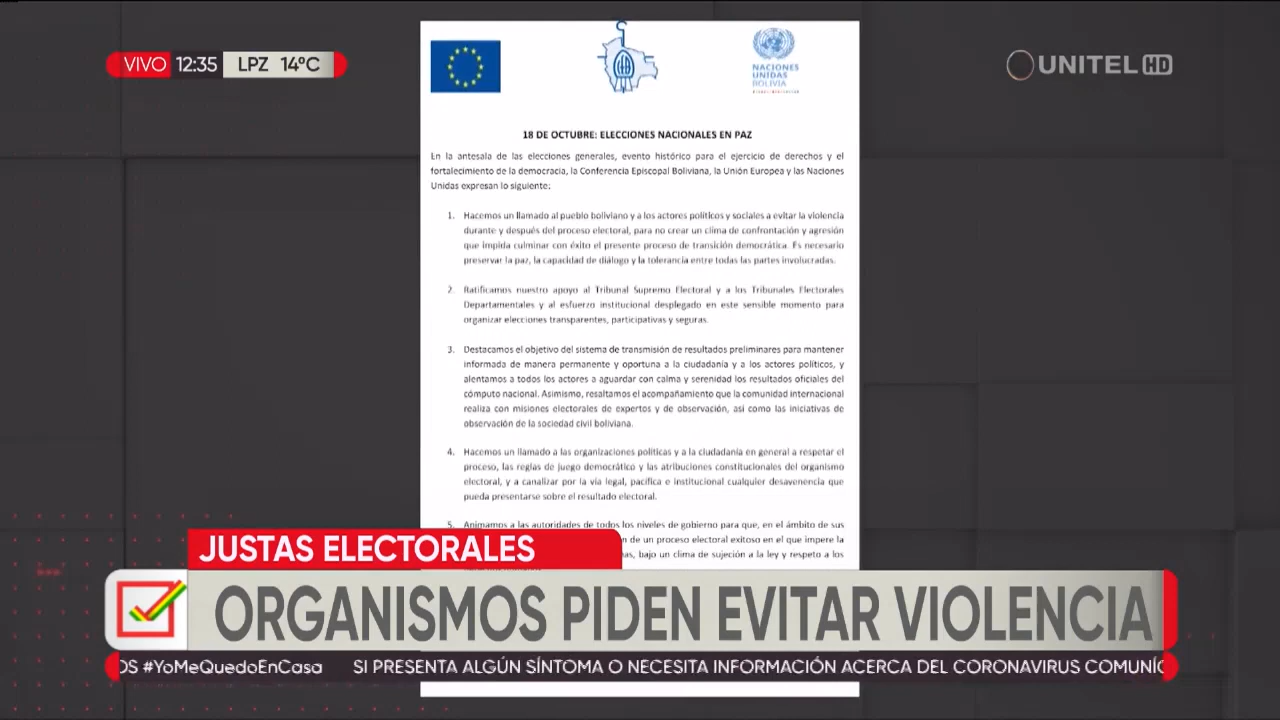 VIVO 12:35 LPZ 14°C
UNITEL HD
NACIONES
UNIDAS
BOLIVIA
18 DE OCTUBRE: ELECCIONES NACIONALES EN PAZ
En la antesala de las elecciones generales, evento histórico para el ejercicio de derechos y el
fortalecimiento de la democracia, la Conferencia Episcopal Boliviana, la Unión Europea y las Naciones
Unidas expresan lo siguiente:
1. Hacemos un llamado al pueblo boliviano y a los actores políticos y sociales a evitar la violencia
durante y después del proceso electoral, para no crear un clima de confrontación y agresión
que impida culminar con éxito el presente proceso de transición democrática. Es necesario
preservar la paz, la capacidad de diálogo y la tolerancia entre todas las partes involucradas.
2. Ratificamos nuestro apoyo al Tribunal Supremo Electoral y a los Tribunales Electorales
Departamentales y al esfuerzo institucional desplegado en este sensible momento para
organizar elecciones transparentes, participativas y seguras.
3. Destacamos el objetivo del sistema de transmisión de resultados preliminares para mantener
informada de manera permanente y oportuna a la ciudadanía y a los actores políticos, y
alentamos a todos los actores a aguardar con calma y serenidad los resultados oficiales del
cómputo nacional. Asimismo, resaltamos el acompañamiento que la comunidad internacional
realiza con misiones electorales de expertos y de observación, así como las iniciativas de
observación de la sociedad civil boliviana.
4. Hacemos un llamado a las organizaciones políticas y a la ciudadanía en general a respetar el
proceso, las reglas de juego democrático y las atribuciones constitucionales del organismo
electoral, y a canalizar por la vía legal, pacífica e institucional cualquier desavenencia que
pueda presentarse sobre el resultado electoral.
5. Animamos a las autoridades de todos los niveles de gobierno para que, en el ámbito de sus
de un proceso electoral exitoso en el que impere la
bajo un clima de sujeción a la ley y respeto a los
JUSTAS ELECTORALES
ORGANISMOS PIDEN EVITAR VIOLENCIA
OS #YoMeQuedoEnCasa SI PRESENTA ALGÚN SÍNTOMA O NECESITA INFORMACIÓN ACERCA DEL CORONAVIRUS COMUNÍC